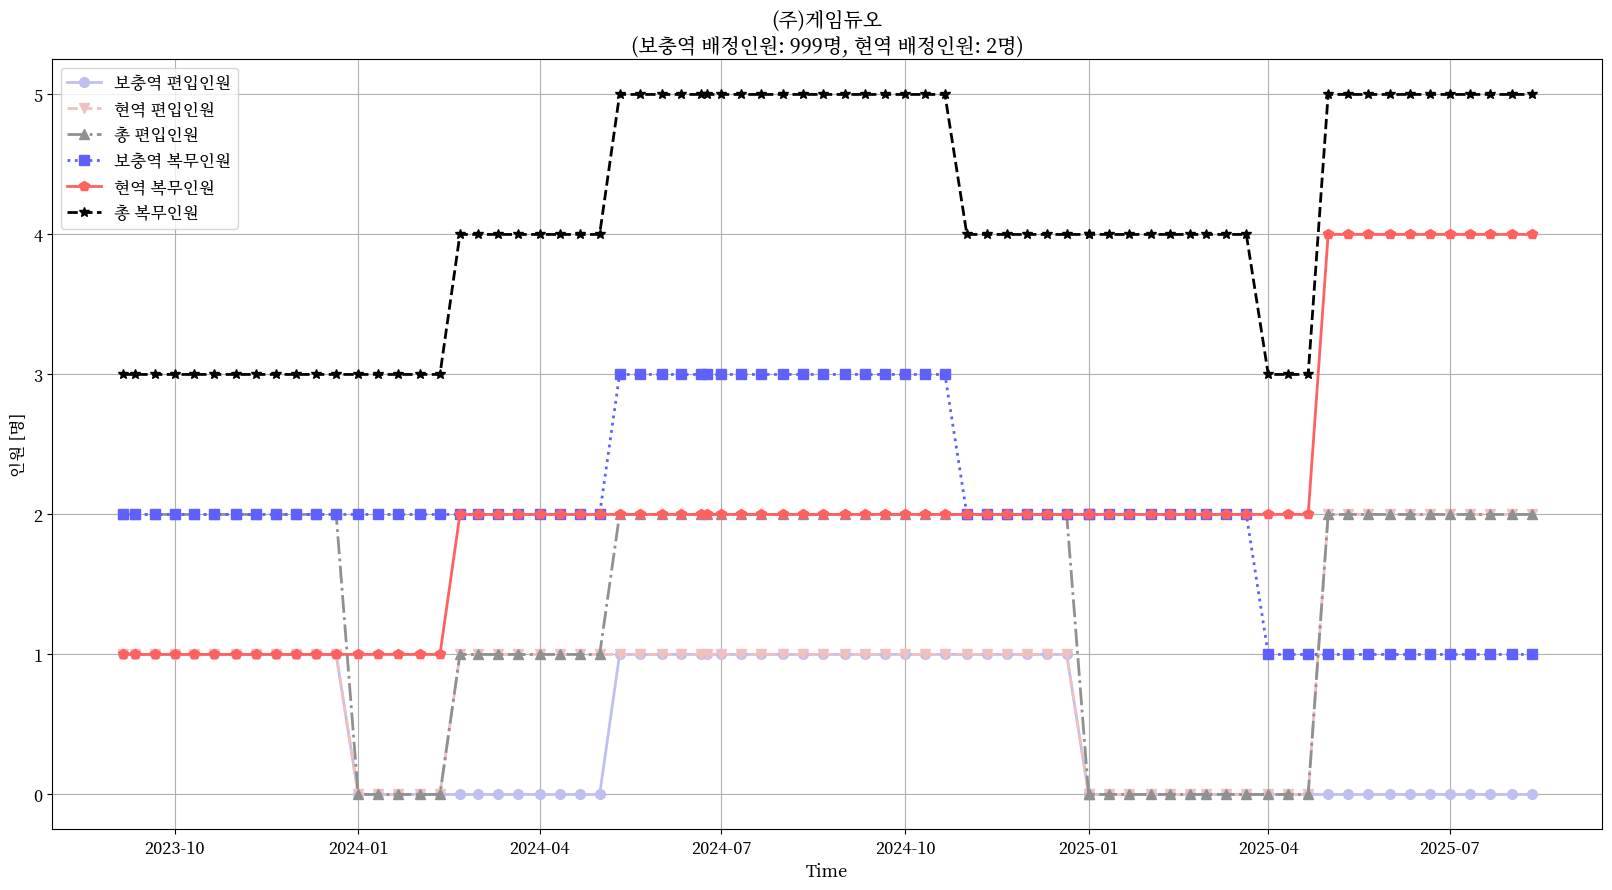 (주)게임듀오
(보충역 배정인원: 999명, 현역 배정인원: 2명)
보충역 편입인원
현역 편입인원
총 편입인원
보충역 복무인원
현역 복무인원
총 복무인원
인원 [명]
5
4
3
2
1
0
2023-10
2024-01
2024-04
2024-07
2024-10
2025-01
2025-04
2025-07
Time